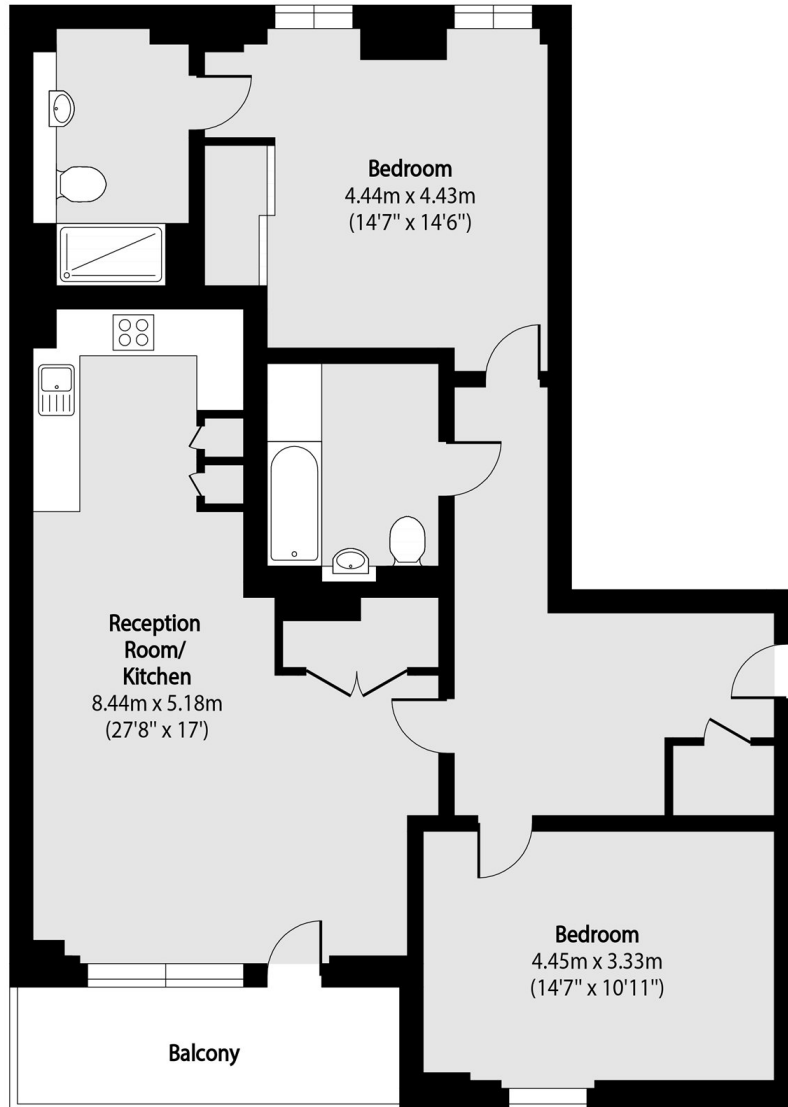 Bedroom
4.44m x 4.43m
(14'7" x 14'6")
Reception
Room/
Kitchen
8.44m x 5.18m
(27'8" x 17')
Bedroom
4.45m x 3.33m
(14'7" x 10'11")
Balcony